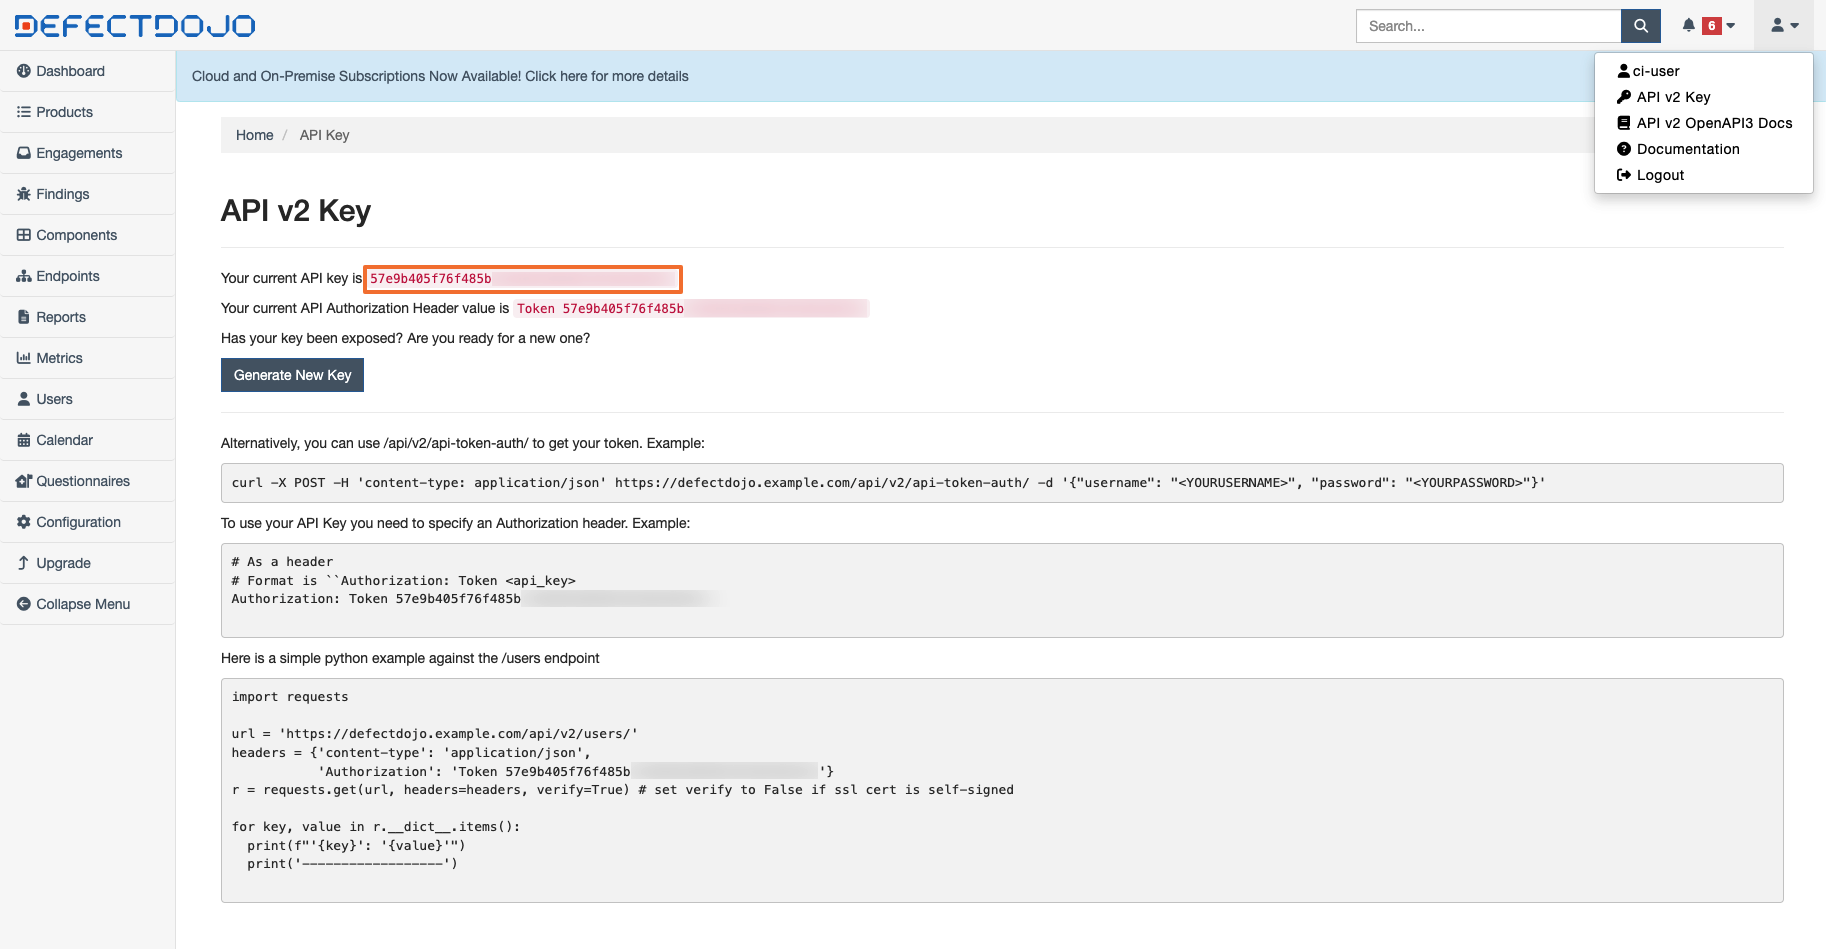 DEFECTDOJO
Search...
6
Dashboard
Products
Engagements
Findings
Components
Endpoints
Reports
Metrics
Users
Calendar
Questionnaires
Configuration
Upgrade
Collapse Menu
Cloud and On-Premise Subscriptions Now Available! Click here for more details
ci-user
API v2 Key
API v2 OpenAPI3 Docs
Documentation
Logout
Home / API Key
API v2 Key
Your current API key is 57e9b405f76f485b
Your current API Authorization Header value is Token 57e9b405f76f485b
Has your key been exposed? Are you ready for a new one?
Generate New Key
Alternatively, you can use /api/v2/api-token-auth/ to get your token. Example:
curl -X POST -H 'content-type: application/json' https://defectdojo.example.com/api/v2/api-token-auth/ -d '{"username": "<YOURUSERNAME>", "password": "<YOURPASSWORD>"}'
To use your API Key you need to specify an Authorization header. Example:
# As a header
# Format is ``Authorization: Token <api_key>
Authorization: Token 57e9b405f76f485b
Here is a simple python example against the /users endpoint
import requests
url = 'https://defectdojo.example.com/api/v2/users/'
headers = {'content-type': 'application/json',
'Authorization': 'Token 57e9b405f76f485b '}
r = requests.get(url, headers=headers, verify=True) # set verify to False if ssl cert is self-signed
for key, value in r.__dict__.items():
print(f"'{key}': '{value}'")
print('------------------')